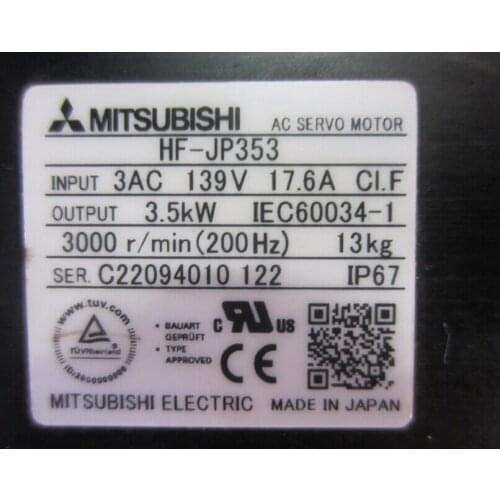 MITSUBISHI AC SERVO MOTOR
HF-JP353
INPUT 3AC 139V 17.6A CI.F
OUTPUT 3.5kW IEC60034-1
3000 r/min(200Hz) 13kg
SER. C22094010 122 IP67
www.tuv.com
TÜVRheinland
• BAUART
GEPRÜFT
• TYPE
APPROVED
C RU US
CE
MITSUBISHI ELECTRIC MADE IN JAPAN